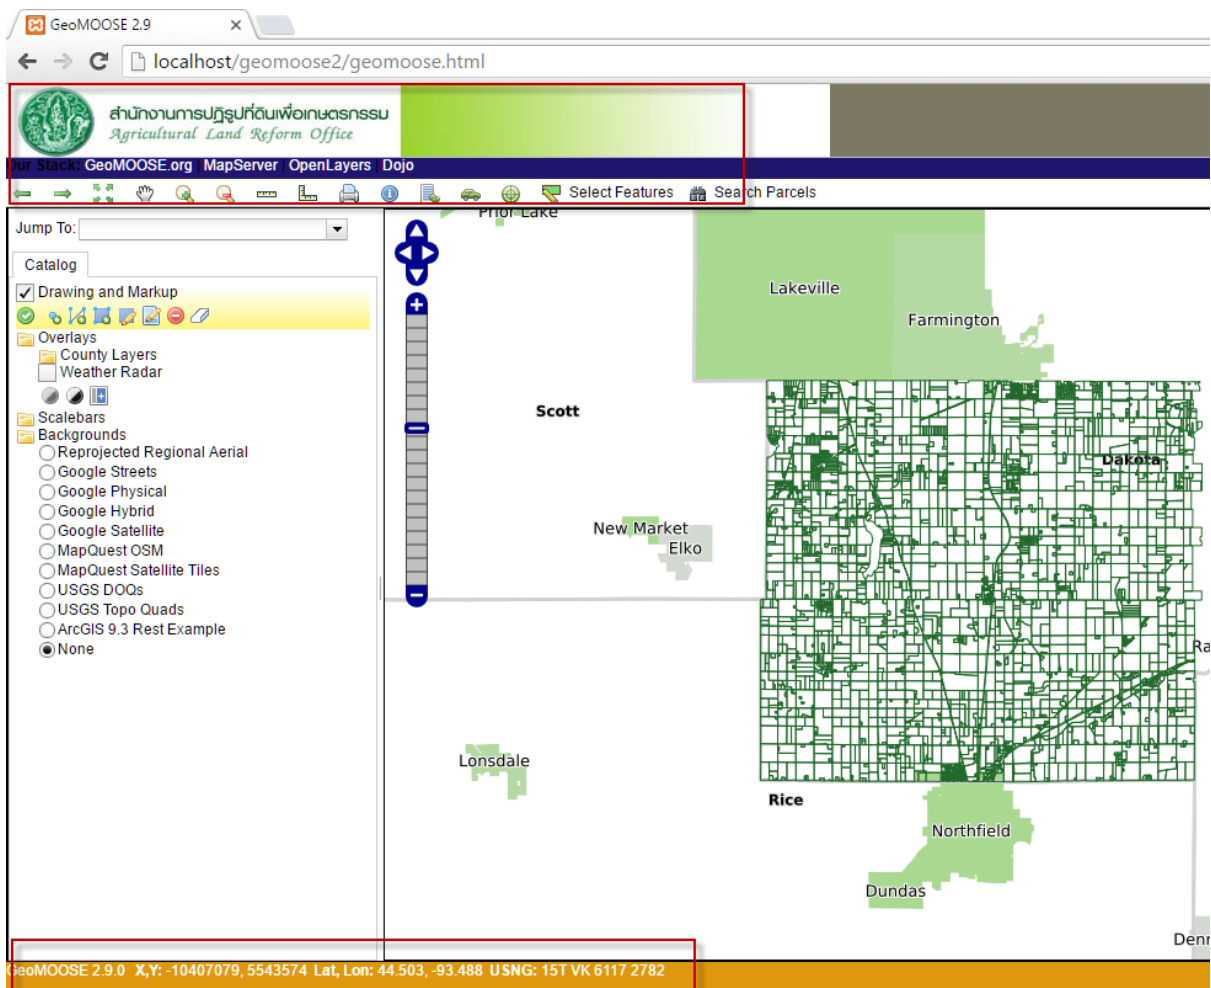 GeoMOOSE 2.9
localhost/geomoose2/geomoose.html
สำนักงานการปฏิรูปที่ดินเพื่อเกษตรกรรม
Agricultural Land Reform Office
Our Stack: GeoMOOSE.org | MapServer | OpenLayers | Dojo
Select Features Search Parcels
Jump To:
Catalog
Drawing and Markup
Overlays
County Layers
Weather Radar
Scalebars
Backgrounds
Reprojected Regional Aerial
Google Streets
Google Physical
Google Hybrid
Google Satellite
MapQuest OSM
MapQuest Satellite Tiles
USGS DOQs
USGS Topo Quads
ArcGIS 9.3 Rest Example
None
Prior Lake
Lakeville
Farmington
Scott
Dakota
New Market
Elko
Ra
Lonsdale
Rice
Northfield
Dundas
Denn
GeoMOOSE 2.9.0 X,Y: -10407079, 5543574 Lat, Lon: 44.503, -93.488 USNG: 15T VK 6117 2782